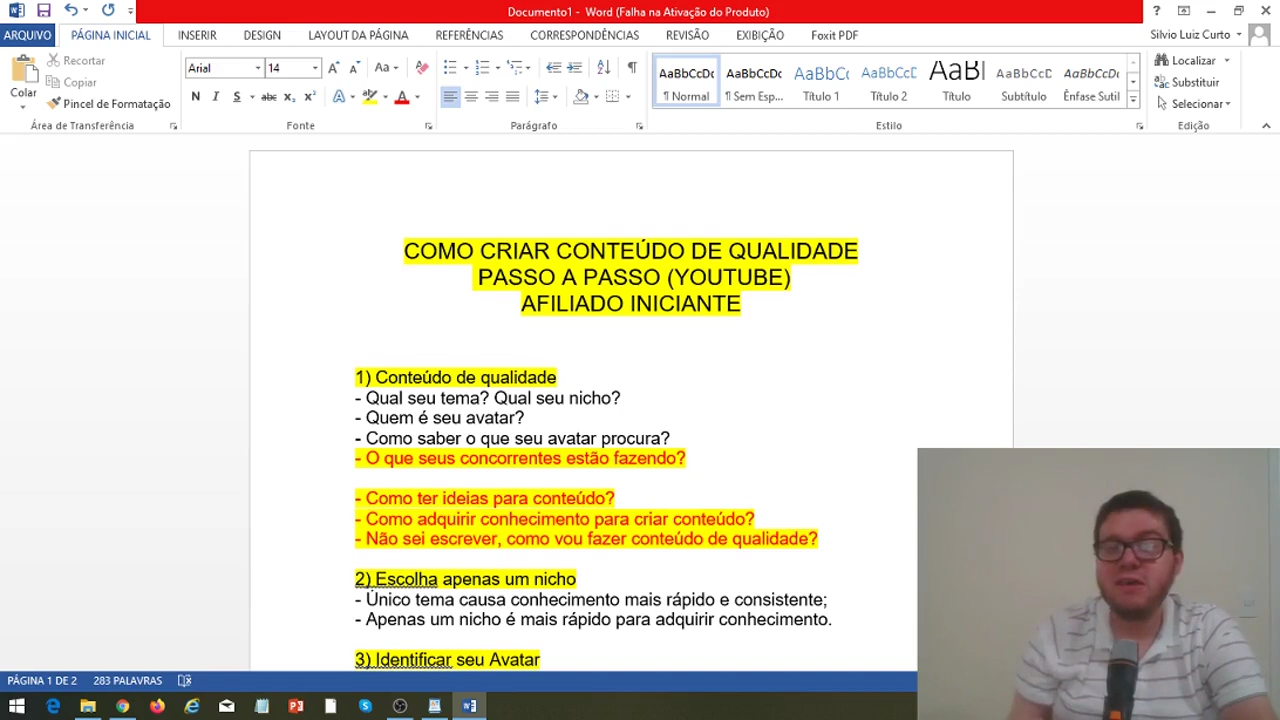 Documento1 - Word (Falha na Ativação do Produto)
ARQUIVO PÁGINA INICIAL INSERIR DESIGN LAYOUT DA PÁGINA REFERÊNCIAS CORRESPONDÊNCIAS REVISÃO EXIBIÇÃO Foxit PDF Silvio Luiz Curto
Colar
Recortar
Copiar
Pincel de Formatação
Área de Transferência
Arial 14 Aa
N I S abc x₂ x² A A
Fonte
Parágrafo
AaBbCcDc AaBbCcDc AaBbCc AaBbCcD AaB AaBbCcD AaBbCcD
¶ Normal ¶ Sem Esp... Título 1 Título 2 Título Subtítulo Ênfase Sutil
Estilo
Localizar
Substituir
Selecionar
Edição
COMO CRIAR CONTEÚDO DE QUALIDADE
PASSO A PASSO (YOUTUBE)
AFILIADO INICIANTE
1) Conteúdo de qualidade
- Qual seu tema? Qual seu nicho?
- Quem é seu avatar?
- Como saber o que seu avatar procura?
- O que seus concorrentes estão fazendo?
- Como ter ideias para conteúdo?
- Como adquirir conhecimento para criar conteúdo?
- Não sei escrever, como vou fazer conteúdo de qualidade?
2) Escolha apenas um nicho
- Único tema causa conhecimento mais rápido e consistente;
- Apenas um nicho é mais rápido para adquirir conhecimento.
3) Identificar seu Avatar
PÁGINA 1 DE 2 283 PALAVRAS